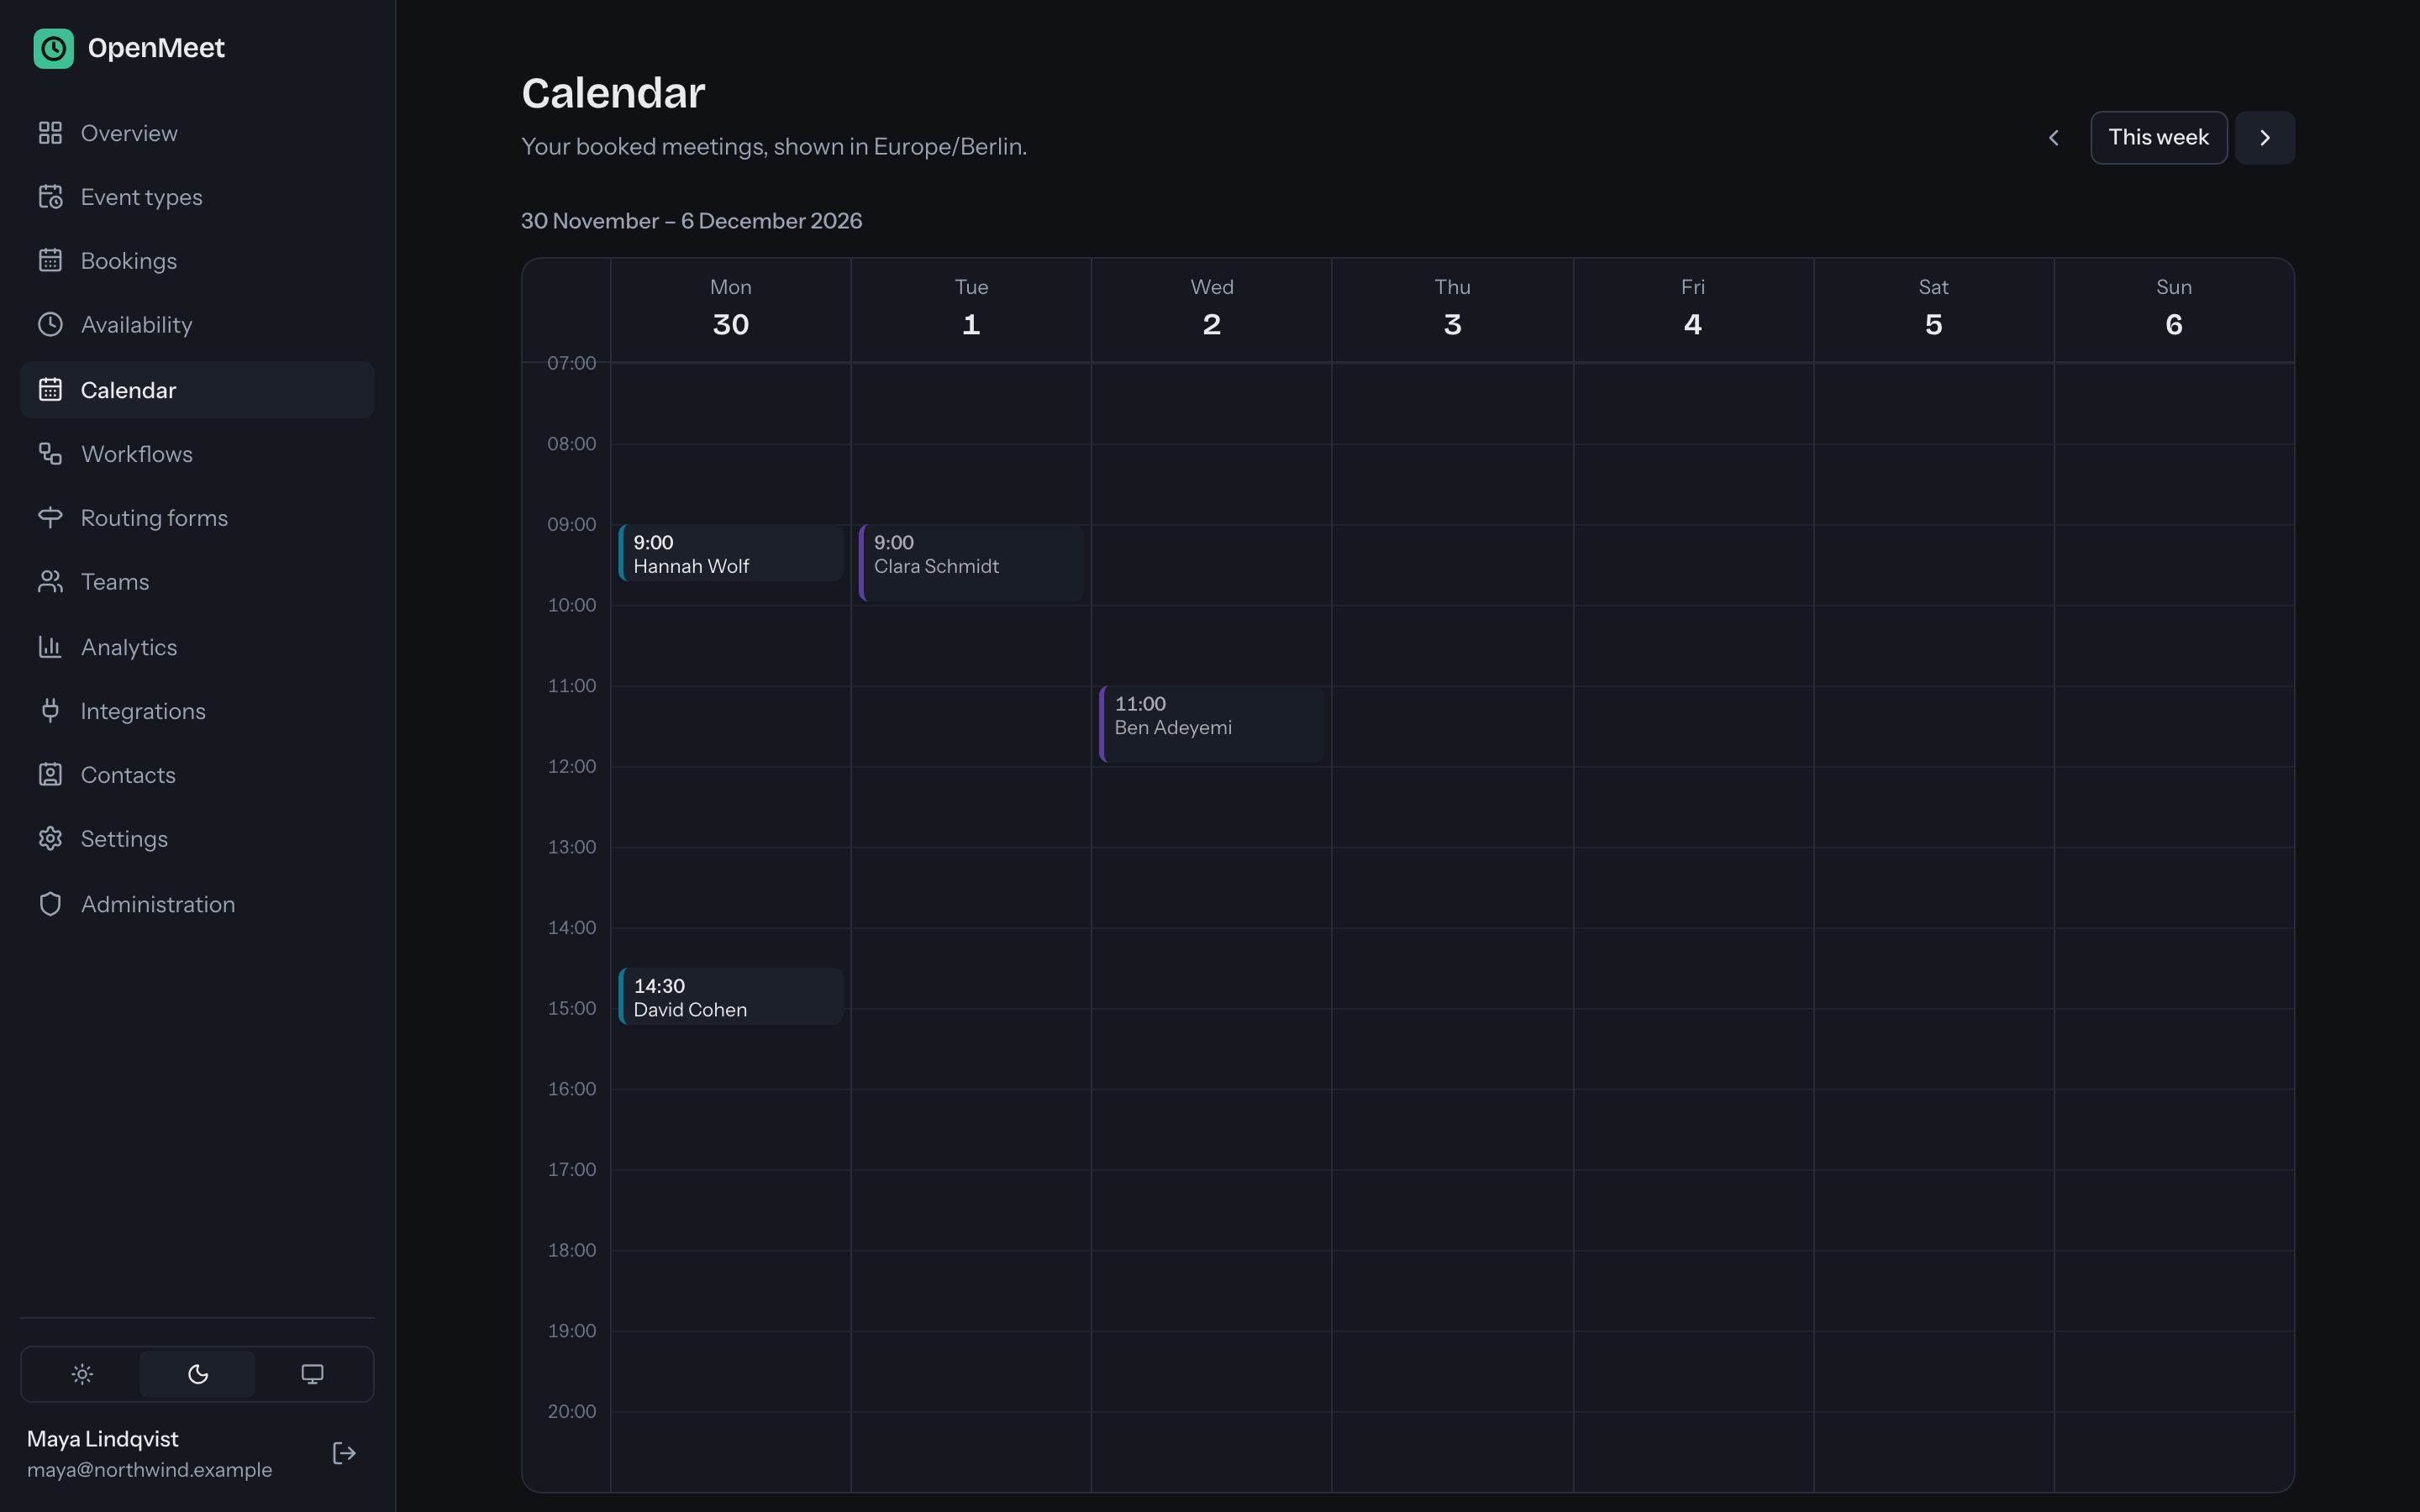 OpenMeet
Overview
Event types
Bookings
Availability
Calendar
Workflows
Routing forms
Teams
Analytics
Integrations
Contacts
Settings
Administration
Maya Lindqvist
maya@northwind.example
Calendar
Your booked meetings, shown in Europe/Berlin.
This week
30 November – 6 December 2026
Mon Tue Wed Thu Fri Sat Sun
30 1 2 3 4 5 6
07:00
08:00
09:00
9:00 9:00
Hannah Wolf Clara Schmidt
10:00
11:00
11:00
Ben Adeyemi
12:00
13:00
14:00
14:30
15:00 David Cohen
16:00
17:00
18:00
19:00
20:00